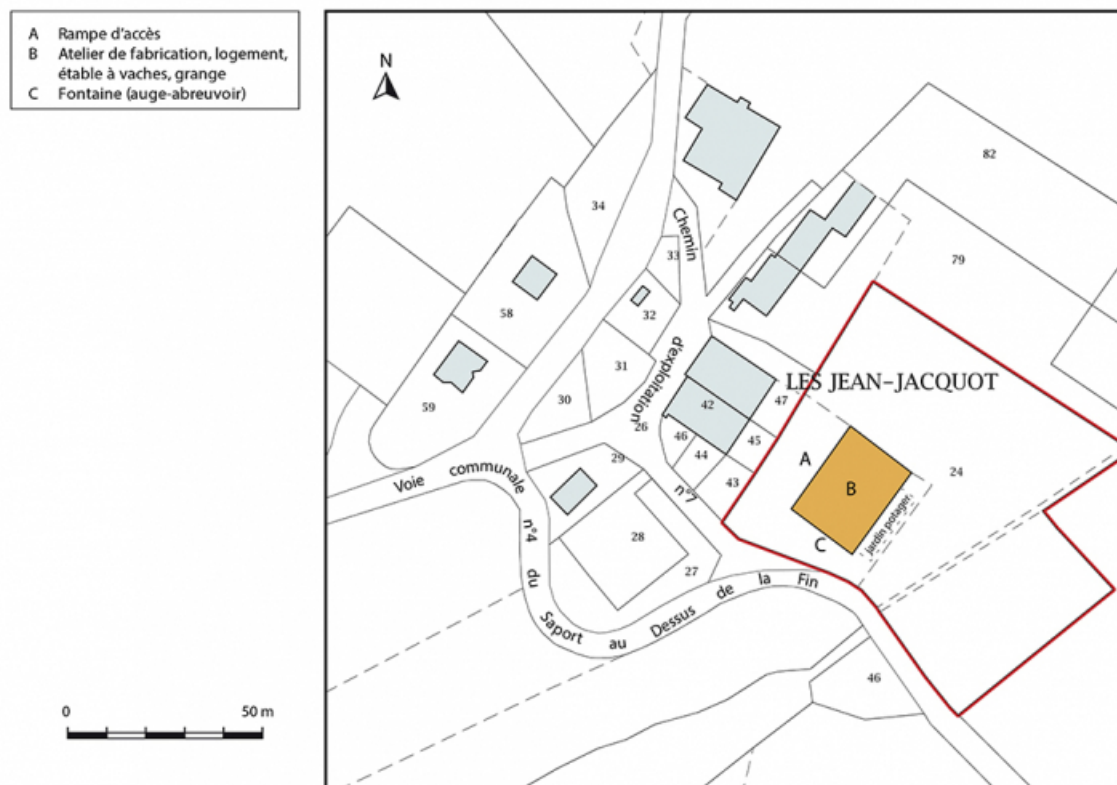 A Rampe d'accès
B Atelier de fabrication, logement,
étable à vaches, grange
C Fontaine (auge-abreuvoir)
N
82
34
Chemin
33
79
58
32
31
d'exploitation
LES JEAN-JACQUOT
47
42
59
30
26
46
45
44
A
29
24
Voie communale n°4 du Saport au Dessus de la Fin
43
n°7
B
jardin potager
28
C
27
46
0 50 m